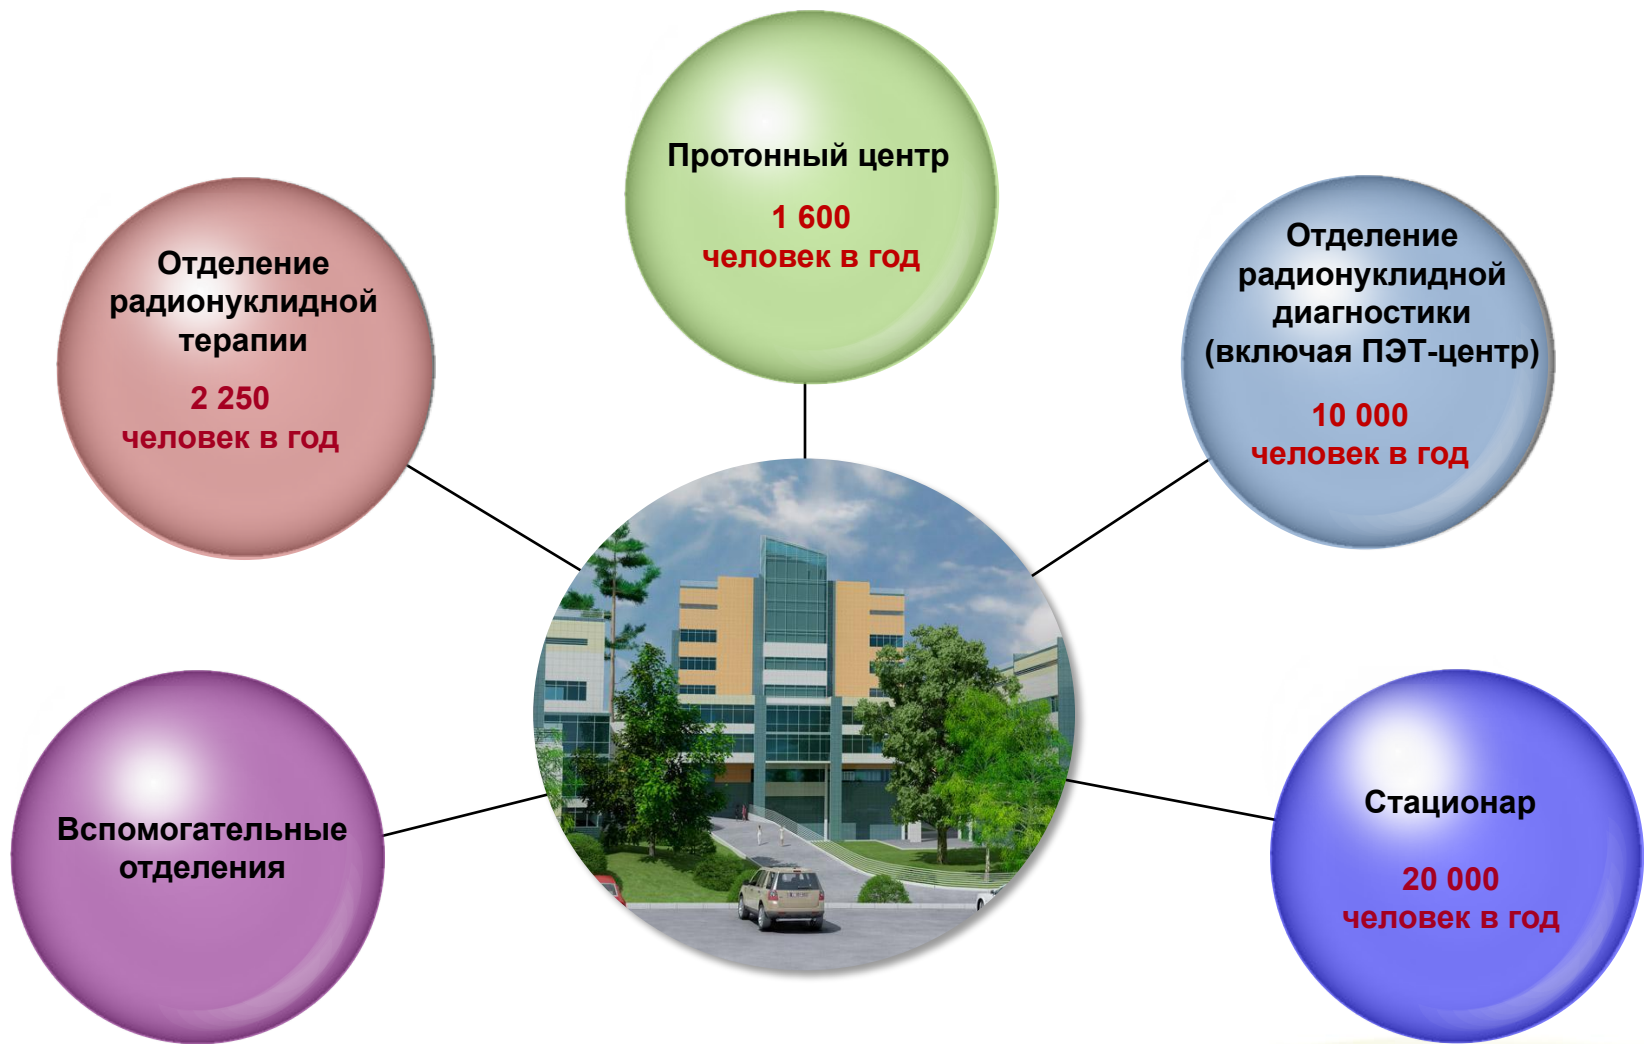 Протонный центр
1 600
человек в год
Отделение
радионуклидной
терапии
2 250
человек в год
Отделение
радионуклидной
диагностики
(включая ПЭТ-центр)
10 000
человек в год
Вспомогательные
отделения
Стационар
20 000
человек в год